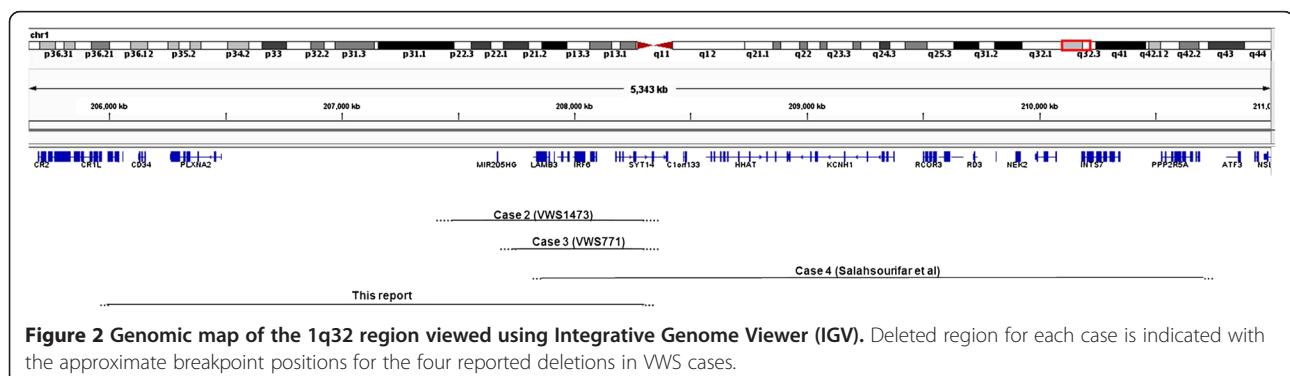 chr1
p36.31 p36.21 p36.12 p35.2 p34.2 p33 p32.2 p31.3 p31.1 p22.3 p22.1 p21.2 p13.3 p13.1 q11 q12 q21.1 q22 q23.3 q24.3 q25.3 q31.2 q32.1 q32.3 q41 q42.12 q42.2 q43 q44
5,343 kb
206,000 kb 207,000 kb 208,000 kb 209,000 kb 210,000 kb 211,0
CR2 CR1L CD34 PLXNA2 MIR205HG LAMB3 IRF6 SYT14 C1orf133 HHAT KCNH1 RCOR3 RD3 NEK2 INTS7 PPP2R5A ATF3 NSL
Case 2 (VWS1473)
Case 3 (VWS771)
Case 4 (Salahsourifar et al)
This report
Figure 2 Genomic map of the 1q32 region viewed using Integrative Genome Viewer (IGV). Deleted region for each case is indicated with
the approximate breakpoint positions for the four reported deletions in VWS cases.